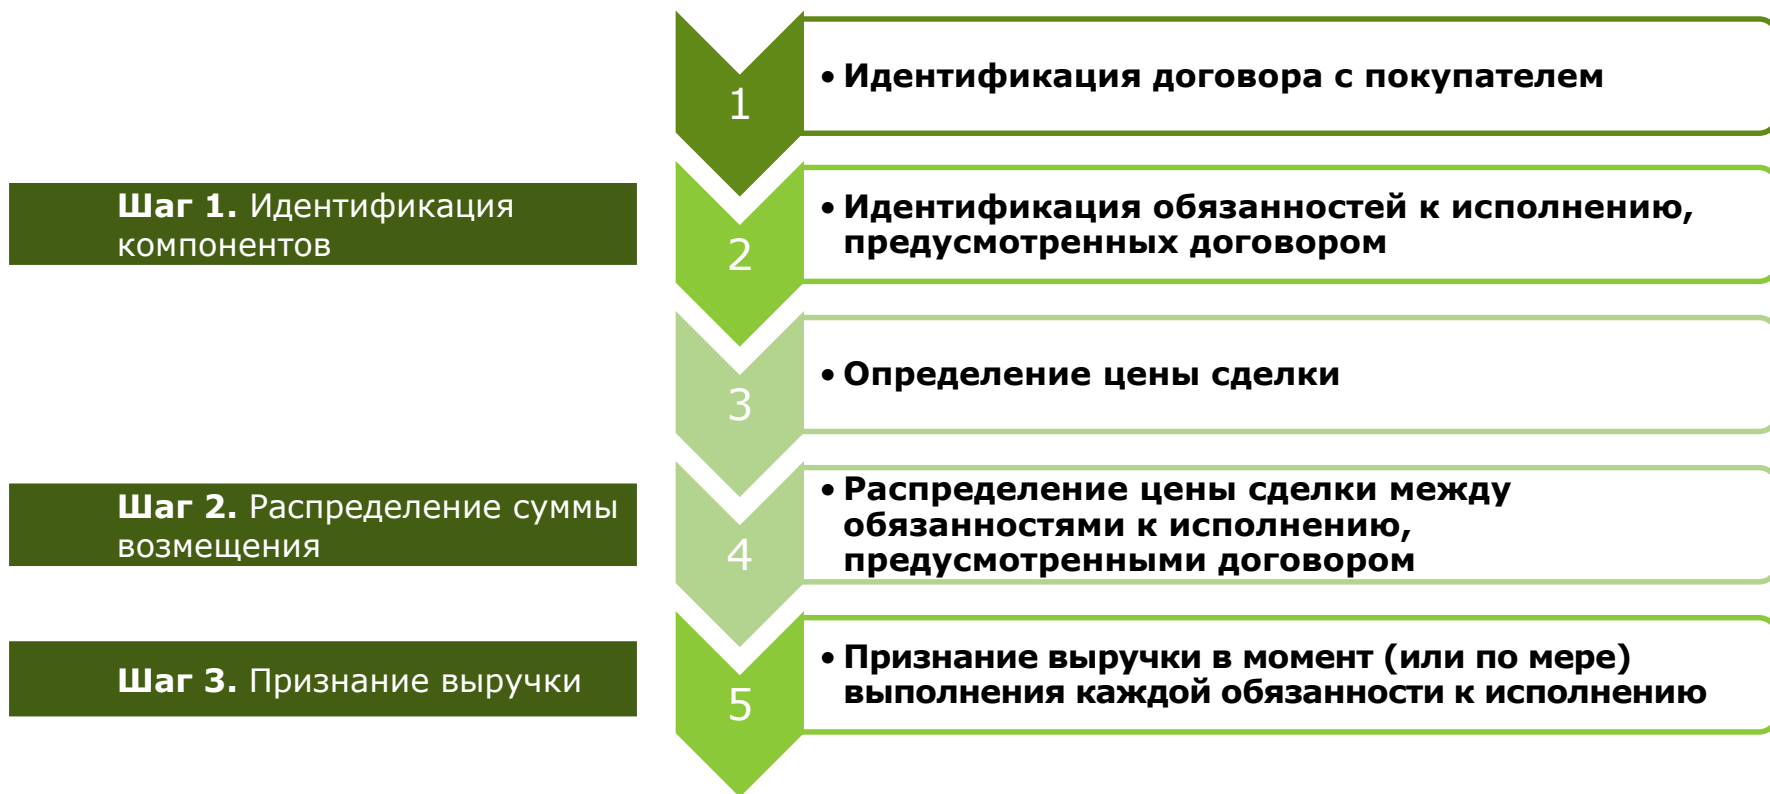 1
• Идентификация договора с покупателем
Шаг 1. Идентификация
компонентов
2
• Идентификация обязанностей к исполнению,
предусмотренных договором
3
• Определение цены сделки
Шаг 2. Распределение суммы
возмещения
4
• Распределение цены сделки между
обязанностями к исполнению,
предусмотренными договором
Шаг 3. Признание выручки
5
• Признание выручки в момент (или по мере)
выполнения каждой обязанности к исполнению